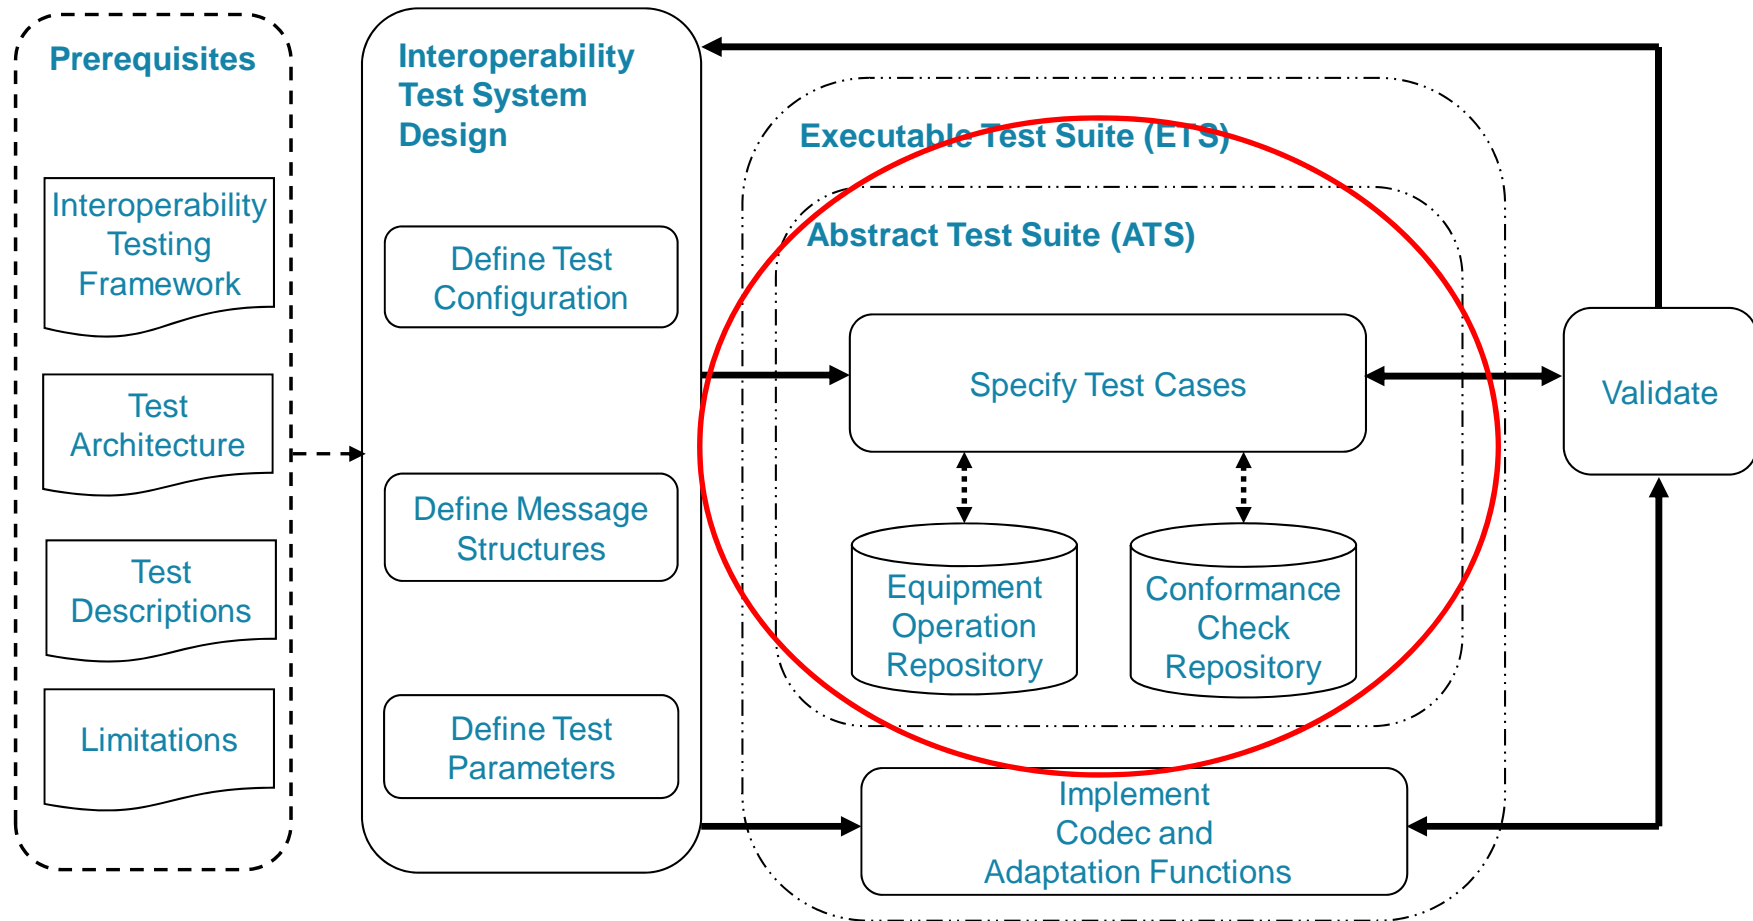 Prerequisites
Interoperability
Testing
Framework
Test
Architecture
Test
Descriptions
Limitations
Interoperability
Test System
Design
Define Test
Configuration
Define Message
Structures
Define Test
Parameters
Executable Test Suite (ETS)
Abstract Test Suite (ATS)
Specify Test Cases
Equipment
Operation
Repository
Conformance
Check
Repository
Implement
Codec and
Adaptation Functions
Validate